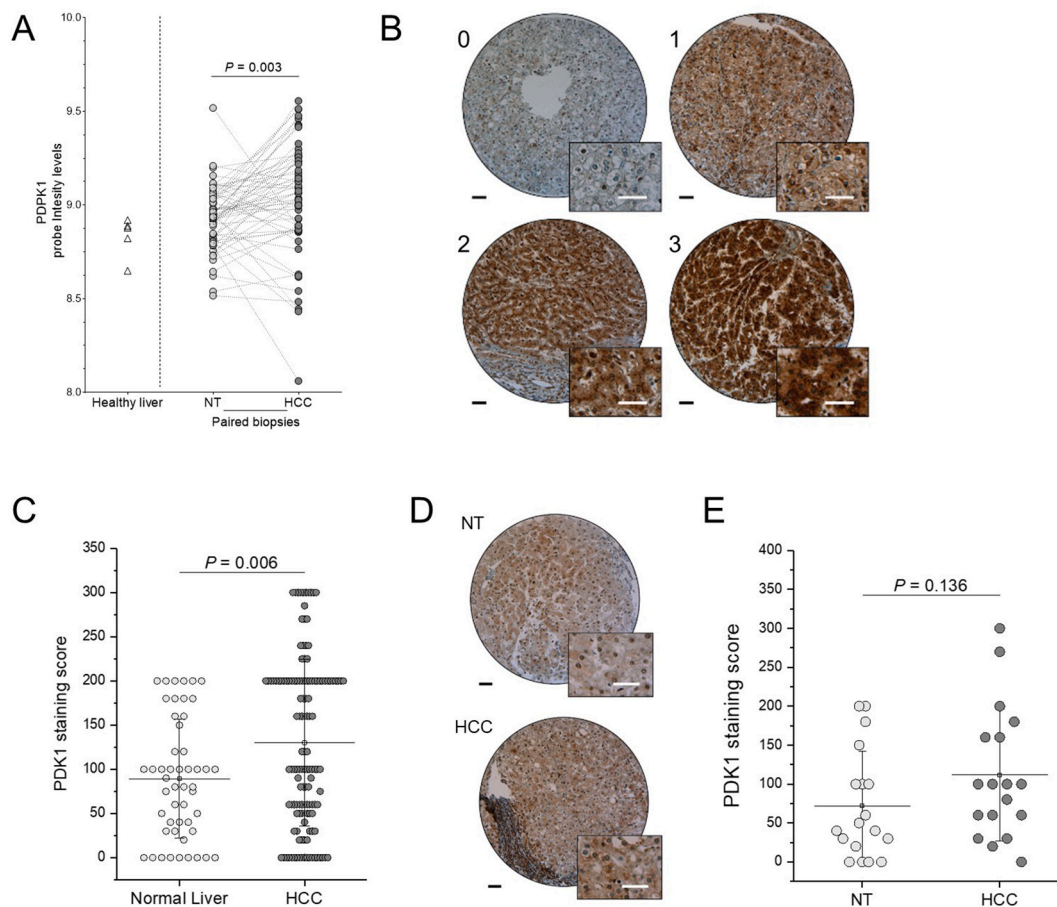 A
10.0
9.5
9.0
8.5
8.0
PDPK1
probe Intesity levels
P = 0.003
Healthy liver
NT
HCC
Paired biopsies
B
0
1
2
3
C
350
300
250
200
150
100
50
0
PDK1 staining score
P = 0.006
Normal Liver
HCC
D
NT
HCC
E
400
350
300
250
200
150
100
50
0
PDK1 staining score
P = 0.136
NT
HCC